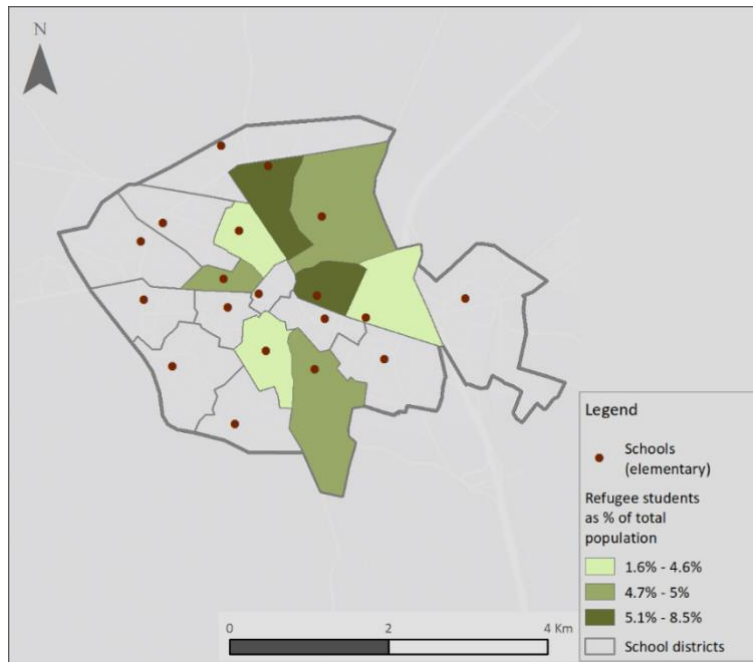 N
Legend
Schools
(elementary)
Refugee students
as % of total
population
1.6% - 4.6%
4.7% - 5%
5.1% - 8.5%
School districts
0 2 4 Km